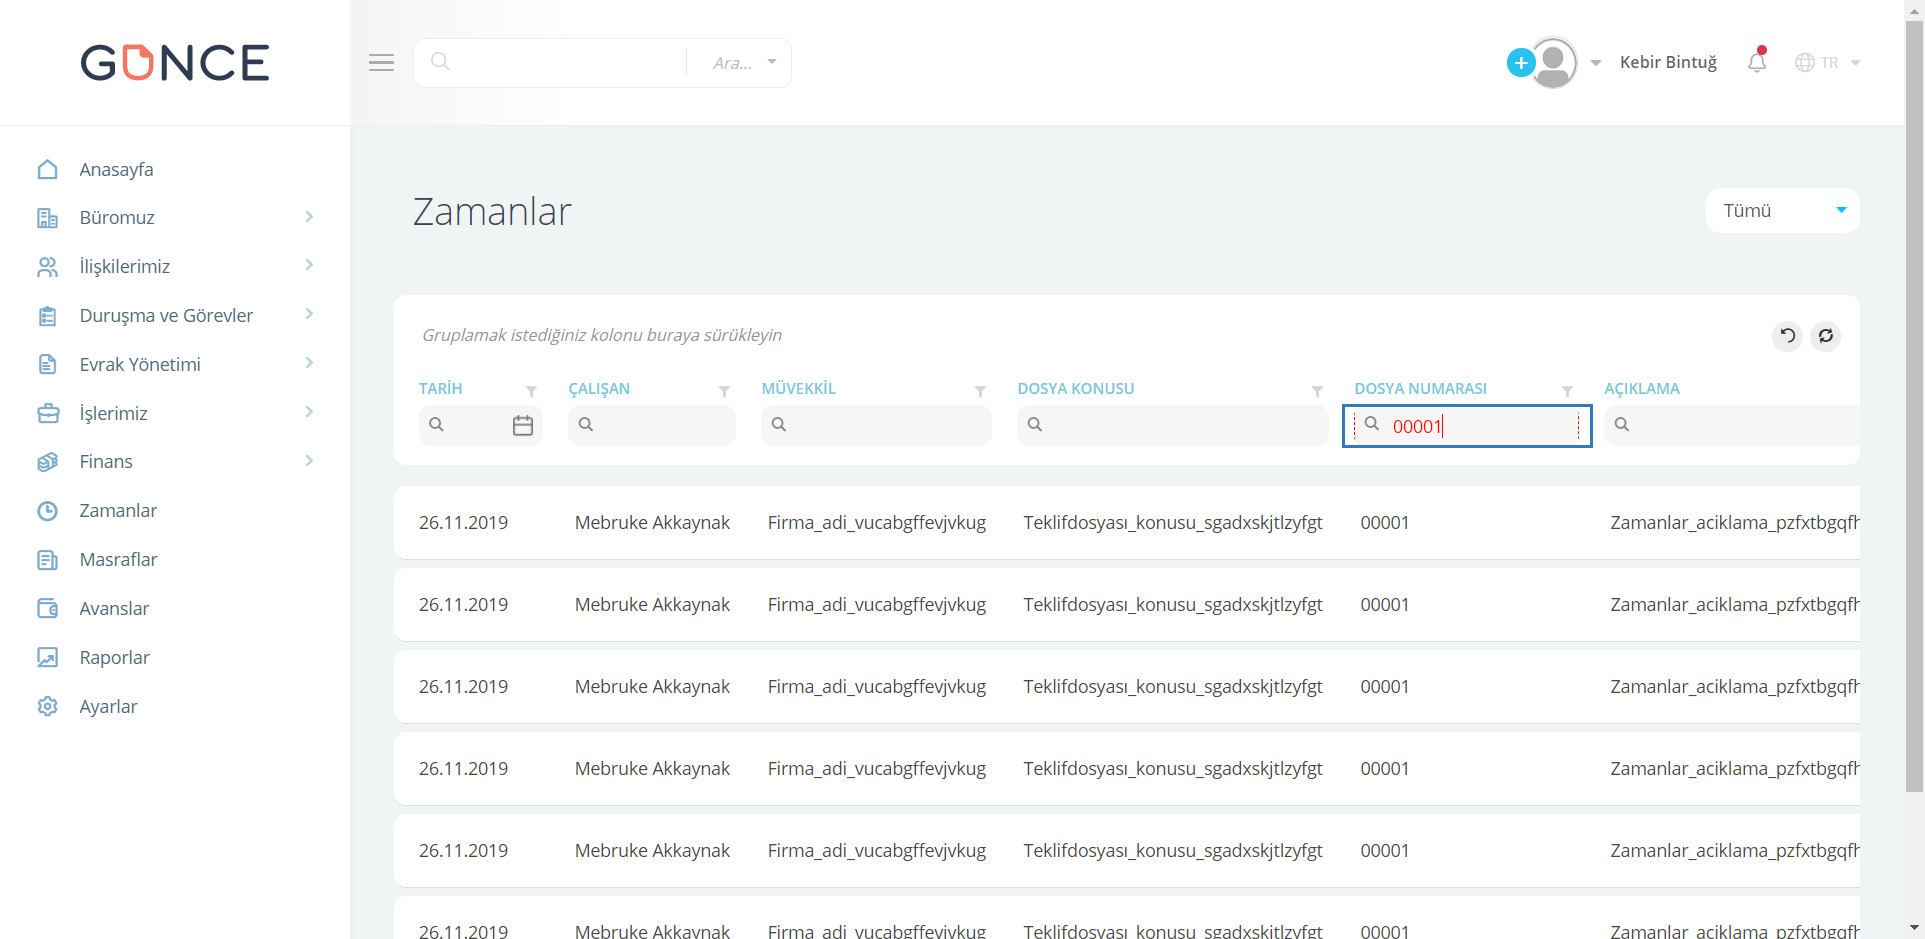 GÜNCE
Ara...
+
Kebir Bintuğ
TR
Anasayfa
Büromuz
İlişkilerimiz
Duruşma ve Görevler
Evrak Yönetimi
İşlerimiz
Finans
Zamanlar
Masraflar
Avanslar
Raporlar
Ayarlar
Zamanlar
Tümü
Gruplamak istediğiniz kolonu buraya sürükleyin
TARİH ÇALIŞAN MÜVEKKİL DOSYA KONUSU DOSYA NUMARASI AÇIKLAMA
00001
26.11.2019 Mebruke Akkaynak Firma_adi_vucabgffevjvkug Teklifdosyası_konusu_sgadxskjtlzyfgt 00001 Zamanlar_aciklama_pzfxtbgqfh
26.11.2019 Mebruke Akkaynak Firma_adi_vucabgffevjvkug Teklifdosyası_konusu_sgadxskjtlzyfgt 00001 Zamanlar_aciklama_pzfxtbgqfh
26.11.2019 Mebruke Akkaynak Firma_adi_vucabgffevjvkug Teklifdosyası_konusu_sgadxskjtlzyfgt 00001 Zamanlar_aciklama_pzfxtbgqfh
26.11.2019 Mebruke Akkaynak Firma_adi_vucabgffevjvkug Teklifdosyası_konusu_sgadxskjtlzyfgt 00001 Zamanlar_aciklama_pzfxtbgqfh
26.11.2019 Mebruke Akkaynak Firma_adi_vucabgffevjvkug Teklifdosyası_konusu_sgadxskjtlzyfgt 00001 Zamanlar_aciklama_pzfxtbgqfh
26.11.2019 Mebruke Akkaynak Firma_adi_vucabgffevjvkug Teklifdosyası_konusu_sgadxskjtlzyfgt 00001 Zamanlar_aciklama_pzfxtbgqfh